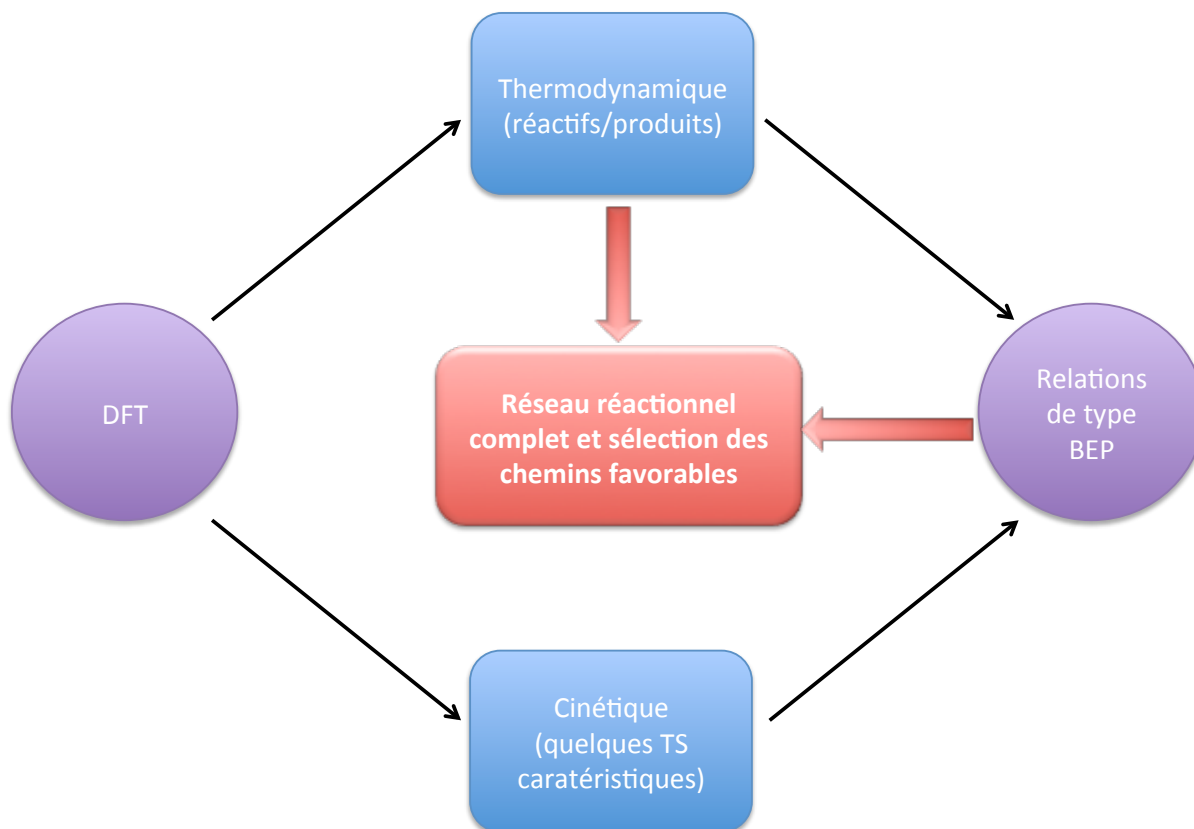 Thermodynamique
(réactifs/produits)
DFT
Réseau réactionnel
complet et sélection des
chemins favorables
Relations
de type
BEP
Cinétique
(quelques TS
caratéristiques)